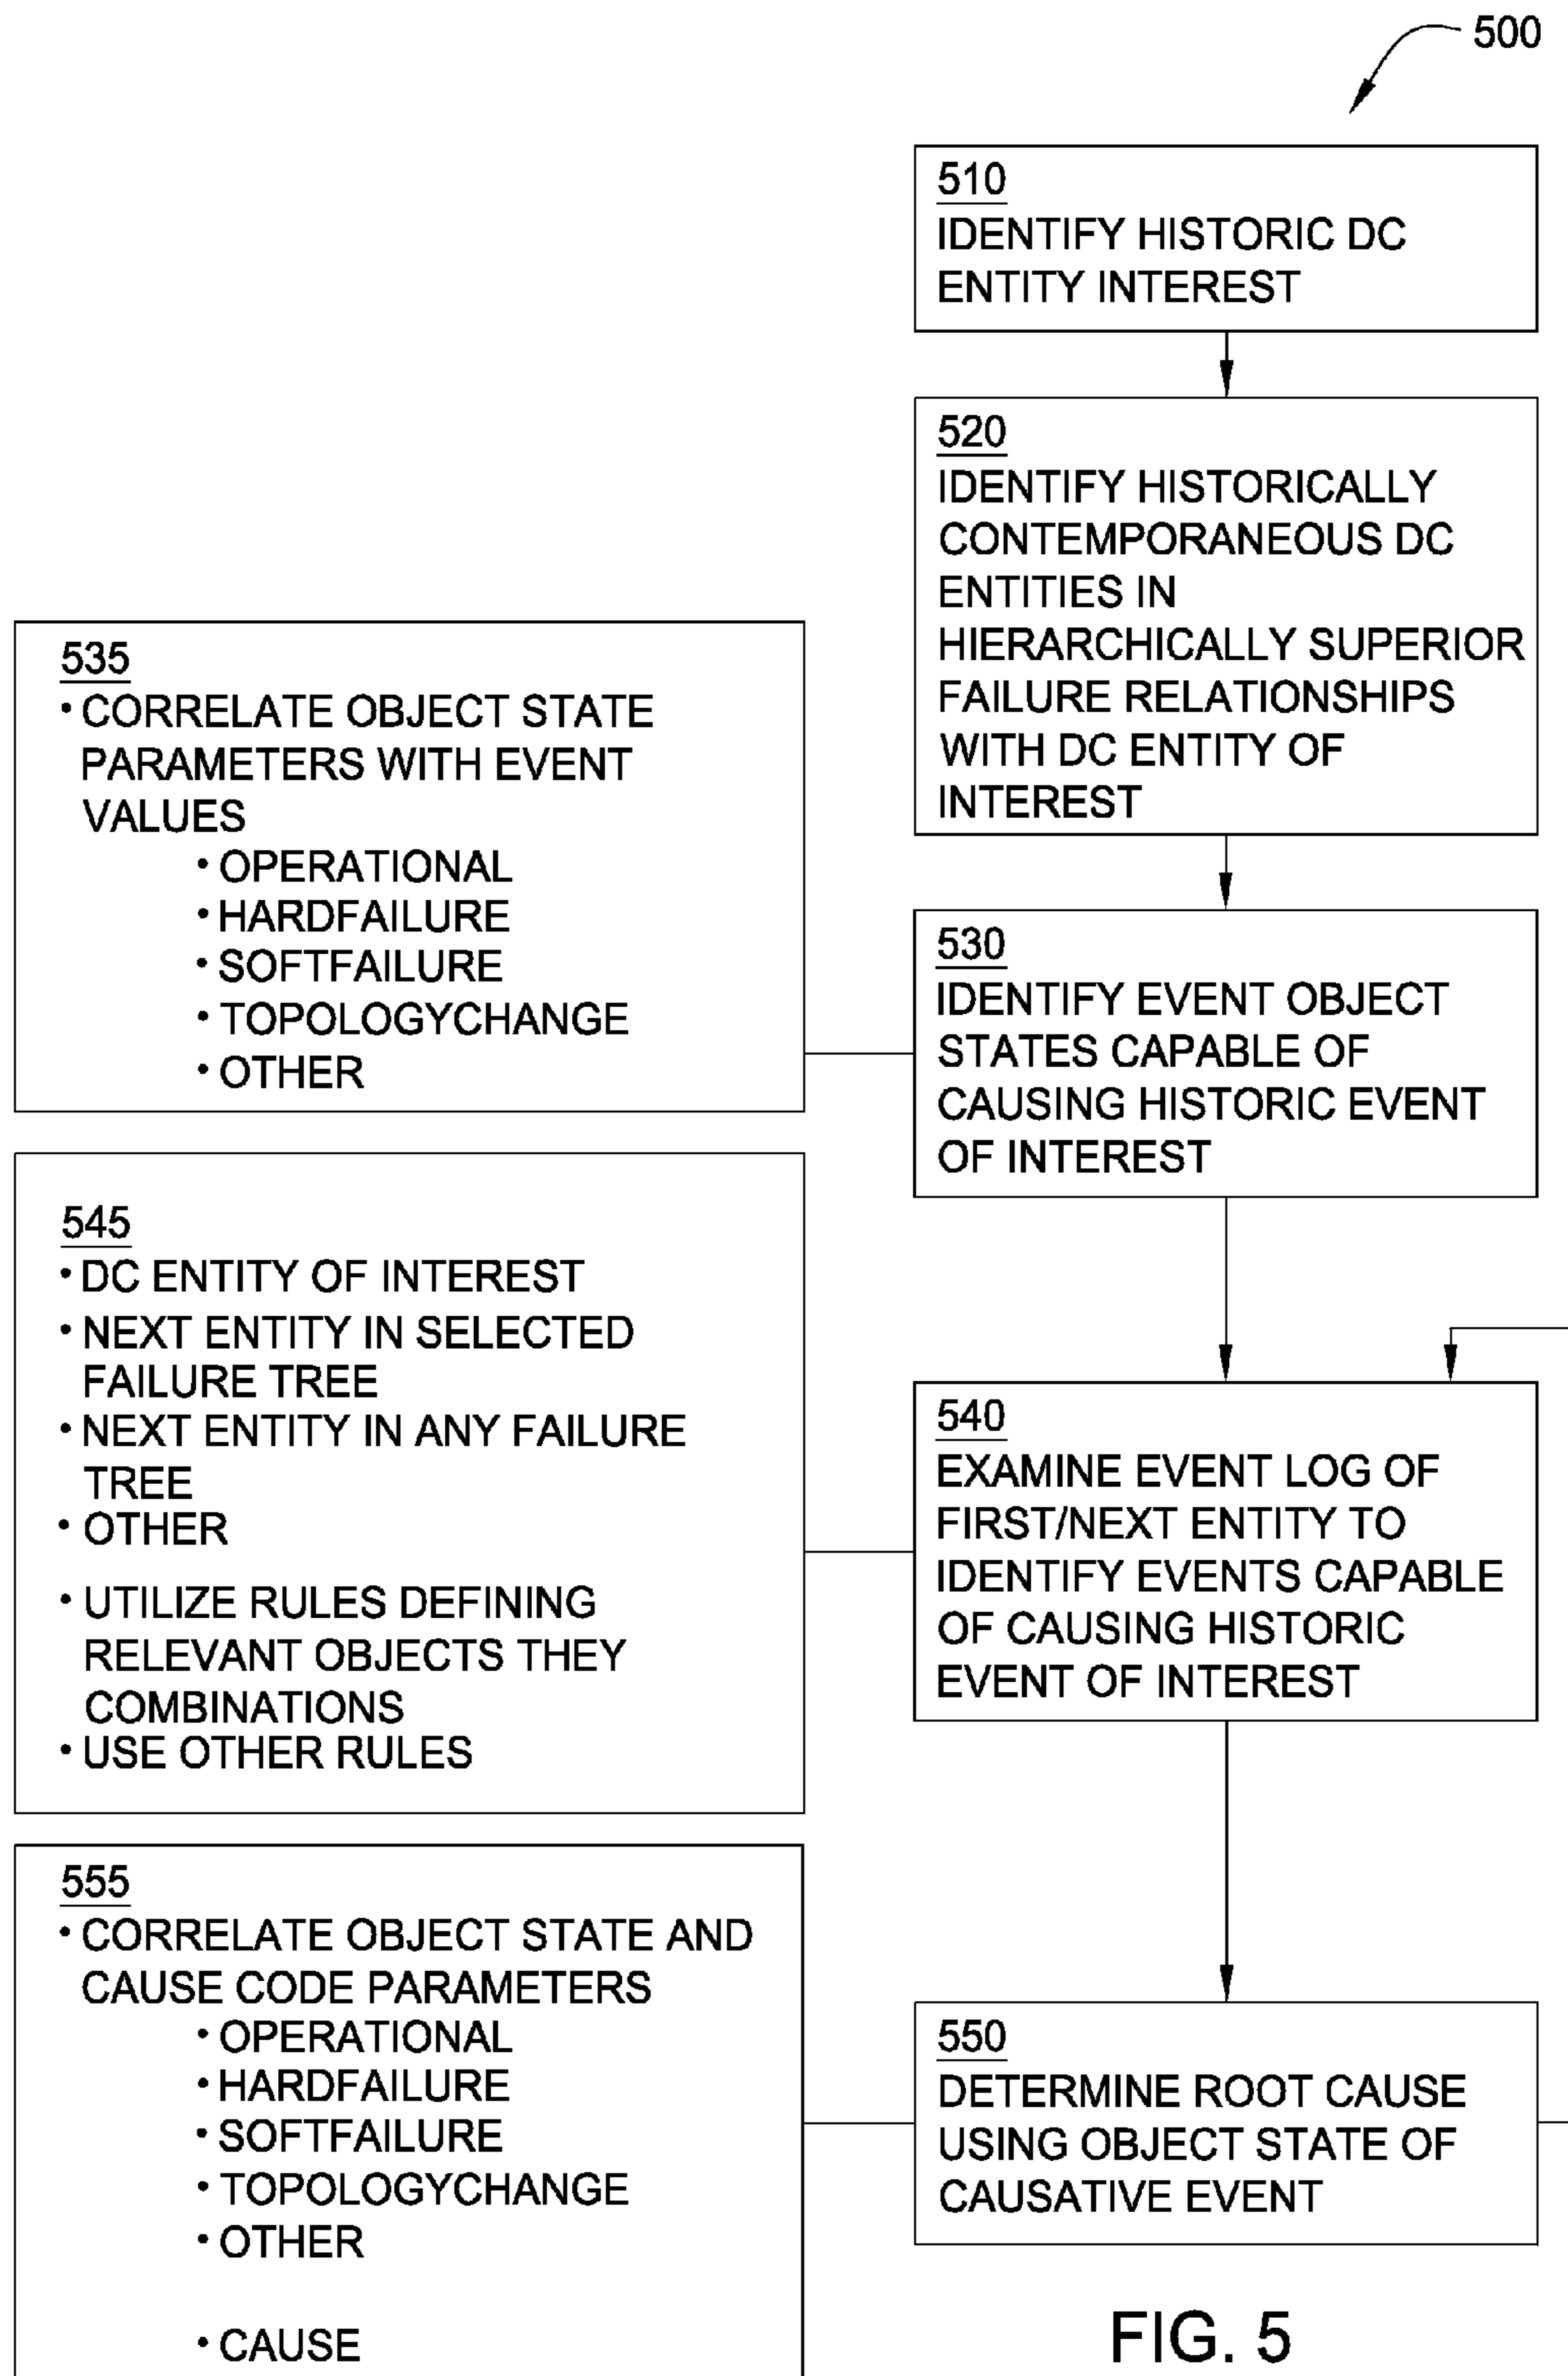 500
510
IDENTIFY HISTORIC DC
ENTITY INTEREST
520
IDENTIFY HISTORICALLY
CONTEMPORANEOUS DC
ENTITIES IN
HIERARCHICALLY SUPERIOR
FAILURE RELATIONSHIPS
WITH DC ENTITY OF
INTEREST
535
• CORRELATE OBJECT STATE
PARAMETERS WITH EVENT
VALUES
• OPERATIONAL
• HARDFAILURE
• SOFTFAILURE
• TOPOLOGYCHANGE
• OTHER
530
IDENTIFY EVENT OBJECT
STATES CAPABLE OF
CAUSING HISTORIC EVENT
OF INTEREST
545
• DC ENTITY OF INTEREST
• NEXT ENTITY IN SELECTED
FAILURE TREE
• NEXT ENTITY IN ANY FAILURE
TREE
• OTHER
• UTILIZE RULES DEFINING
RELEVANT OBJECTS THEY
COMBINATIONS
• USE OTHER RULES
540
EXAMINE EVENT LOG OF
FIRST/NEXT ENTITY TO
IDENTIFY EVENTS CAPABLE
OF CAUSING HISTORIC
EVENT OF INTEREST
555
• CORRELATE OBJECT STATE AND
CAUSE CODE PARAMETERS
• OPERATIONAL
• HARDFAILURE
• SOFTFAILURE
• TOPOLOGYCHANGE
• OTHER
• CAUSE
550
DETERMINE ROOT CAUSE
USING OBJECT STATE OF
CAUSATIVE EVENT
FIG. 5